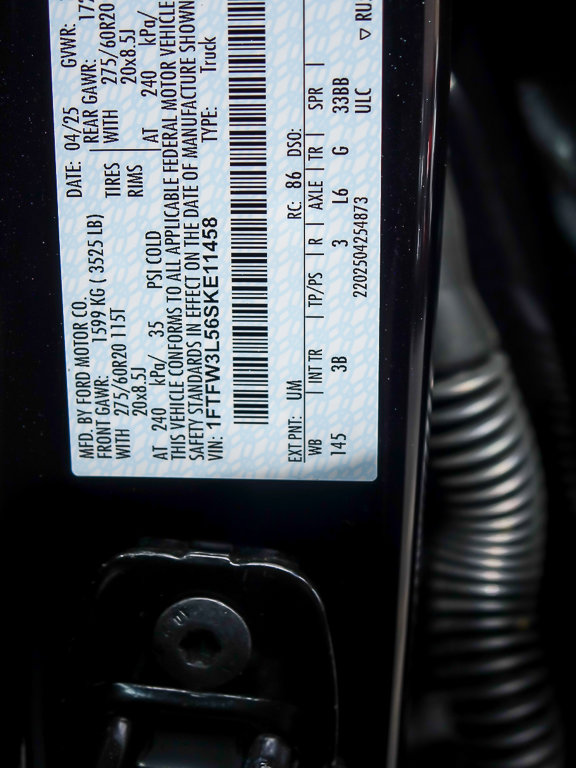 MFD. BY FORD MOTOR CO.
DATE: 04/25 GVWR:
FRONT GAWR: 1599 KG ( 3525 LB) REAR GAWR:
WITH 275/60R20 115T TIRES WITH 275/60R20
20x8.5J RIMS 20x8.5J
AT 240 kPa/ 35 PSI COLD AT 240 kPa/
THIS VEHICLE CONFORMS TO ALL APPLICABLE FEDERAL MOTOR VEHICLE
SAFETY STANDARDS IN EFFECT ON THE DATE OF MANUFACTURE SHOWN
VIN: 1FTFW3L56SKE11458 TYPE: Truck
EXT PNT: UM RC: 86 DSO:
WB INT TR TP/PS R AXLE TR SPR
145 3B 3 L6 G 33BB
2202504254873 ULC